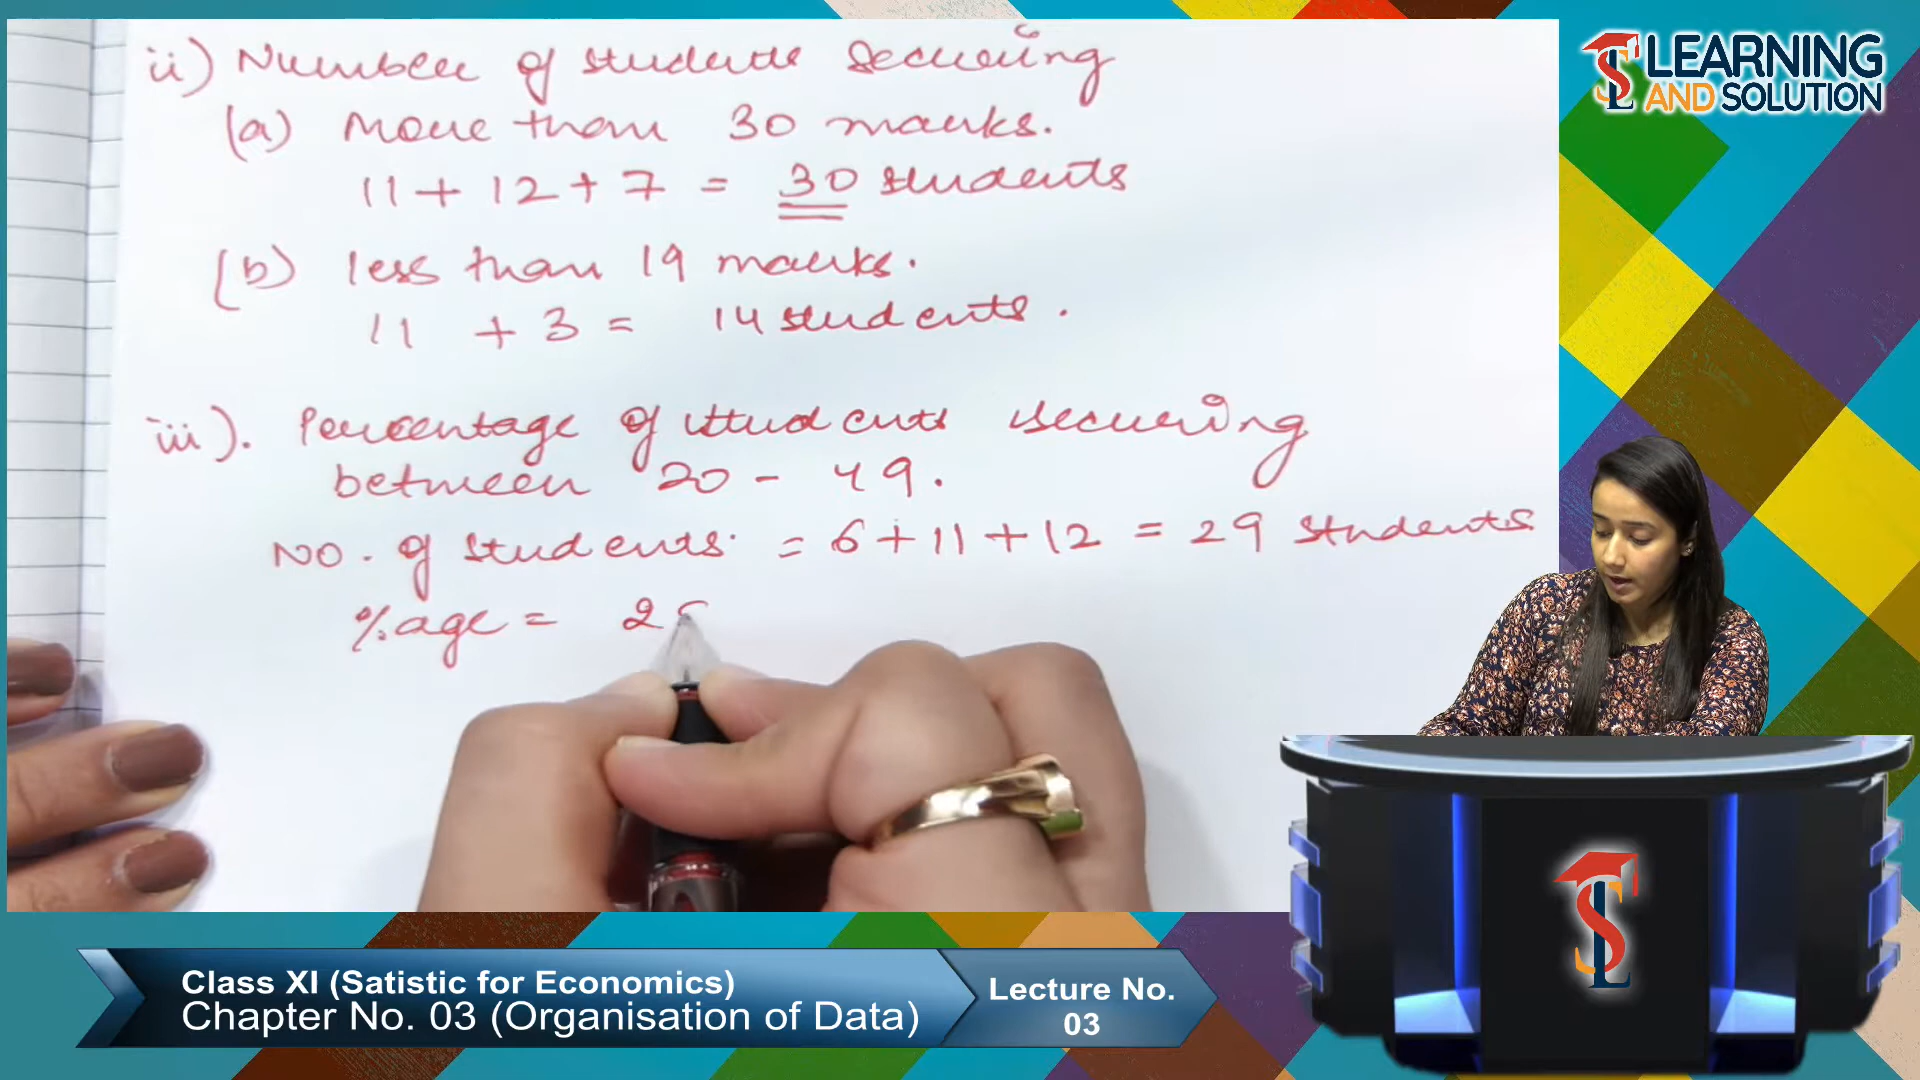 ii) Number of students securing
(a) More than 30 marks.
11 + 12 + 7 = 30 students
(b) less than 19 marks.
11 + 3 = 14 students.
iii). Percentage of students securing
between 20 - 49.
NO. of students = 6 + 11 + 12 = 29 students
%age = 2
LEARNING
AND SOLUTION
Class XI (Satistic for Economics)
Chapter No. 03 (Organisation of Data)
Lecture No.
03